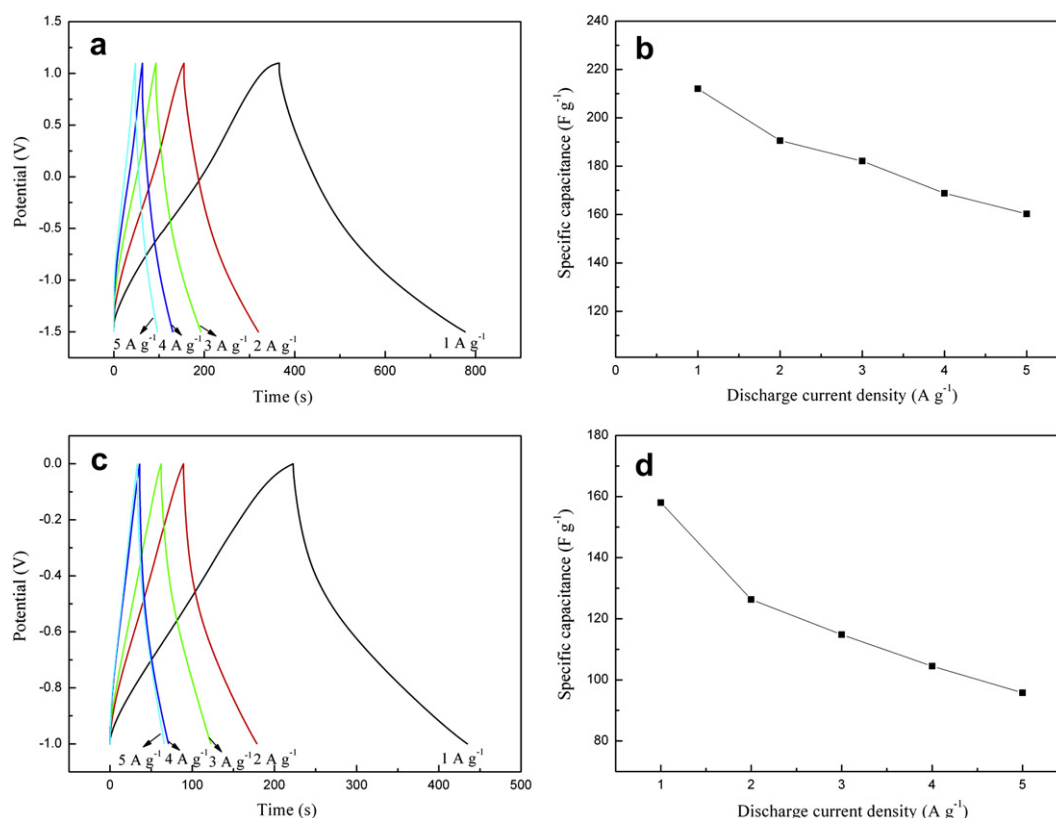 a
1.5
1.0
0.5
0.0
-0.5
-1.0
-1.5
Potential (V)
5 A g⁻¹ 4 A g⁻¹ 3 A g⁻¹ 2 A g⁻¹ 1 A g⁻¹
0 200 400 600 800
Time (s)
b
240
220
210
200
190
180
160
140
120
Specific capacitance (F g⁻¹)
0 1 2 3 4 5
Discharge current density (A g⁻¹)
c
0.0
-0.2
-0.4
-0.6
-0.8
-1.0
Potential (V)
5 A g⁻¹ 4 A g⁻¹ 3 A g⁻¹ 2 A g⁻¹ 1 A g⁻¹
0 100 200 300 400 500
Time (s)
d
180
160
140
120
100
80
Specific capacitance (F g⁻¹)
1 2 3 4 5
Discharge current density (A g⁻¹)